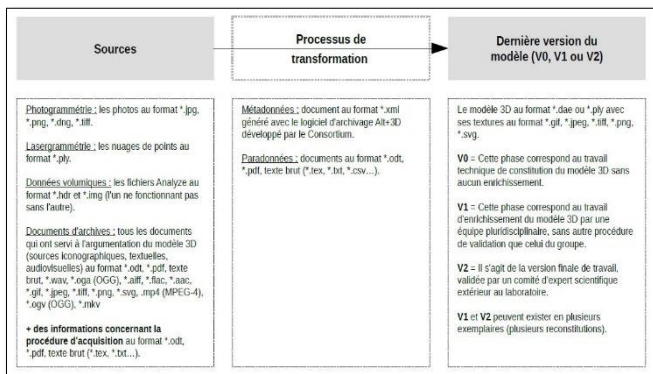 Sources
Processus de
transformation
Dernière version du
modèle (V0, V1 ou V2)
Photogrammétrie : les photos au format *.jpg,
*.png, *.dng, *.tiff.
Lasergrammétrie : les nuages de points au
format *.ply.
Données volumiques : les fichiers Analyze au
format *.hdr et *.img (l'un ne fonctionnant pas
sans l'autre).
Documents d'archives : tous les documents
qui ont servi à l'argumentation du modèle 3D
(sources iconographiques, textuelles,
audiovisuelles) au format *.odt, *.pdf, texte
brut, *.wav, *.oga (OGG), *.aiff, *.flac, *.aac,
*.gif, *.jpeg, *.tiff, *.png, *.svg, .mp4 (MPEG-4),
*.ogv (OGG), *.mkv
+ des informations concernant la
procédure d'acquisition au format *.odt,
*.pdf, texte brut (*.tex, *.txt…).
Métadonnées : document au format *.xml
généré avec le logiciel d'archivage Alt+3D
développé par le Consortium.
Paradonnées : documents au format *.odt,
*.pdf, texte brut (*.tex, *.txt, *.csv…).
Le modèle 3D au format *.dae ou *.ply avec
ses textures au format *.gif, *.jpeg, *.tiff, *.png,
*.svg.
V0 = Cette phase correspond au travail
technique de constitution du modèle 3D sans
aucun enrichissement.
V1 = Cette phase correspond au travail
d'enrichissement du modèle 3D par une
équipe pluridisciplinaire, sans autre procédure
de validation que celui du groupe.
V2 = Il s'agit de la version finale de travail,
validée par un comité d'expert scientifique
extérieur au laboratoire.
V1 et V2 peuvent exister en plusieurs
exemplaires (plusieurs reconstitutions).